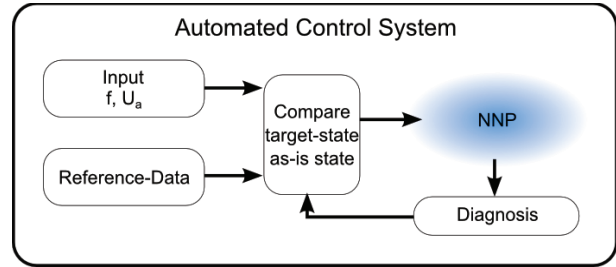 Automated Control System
Input
f, Uₐ
Reference-Data
Compare
target-state
as-is state
NNP
Diagnosis